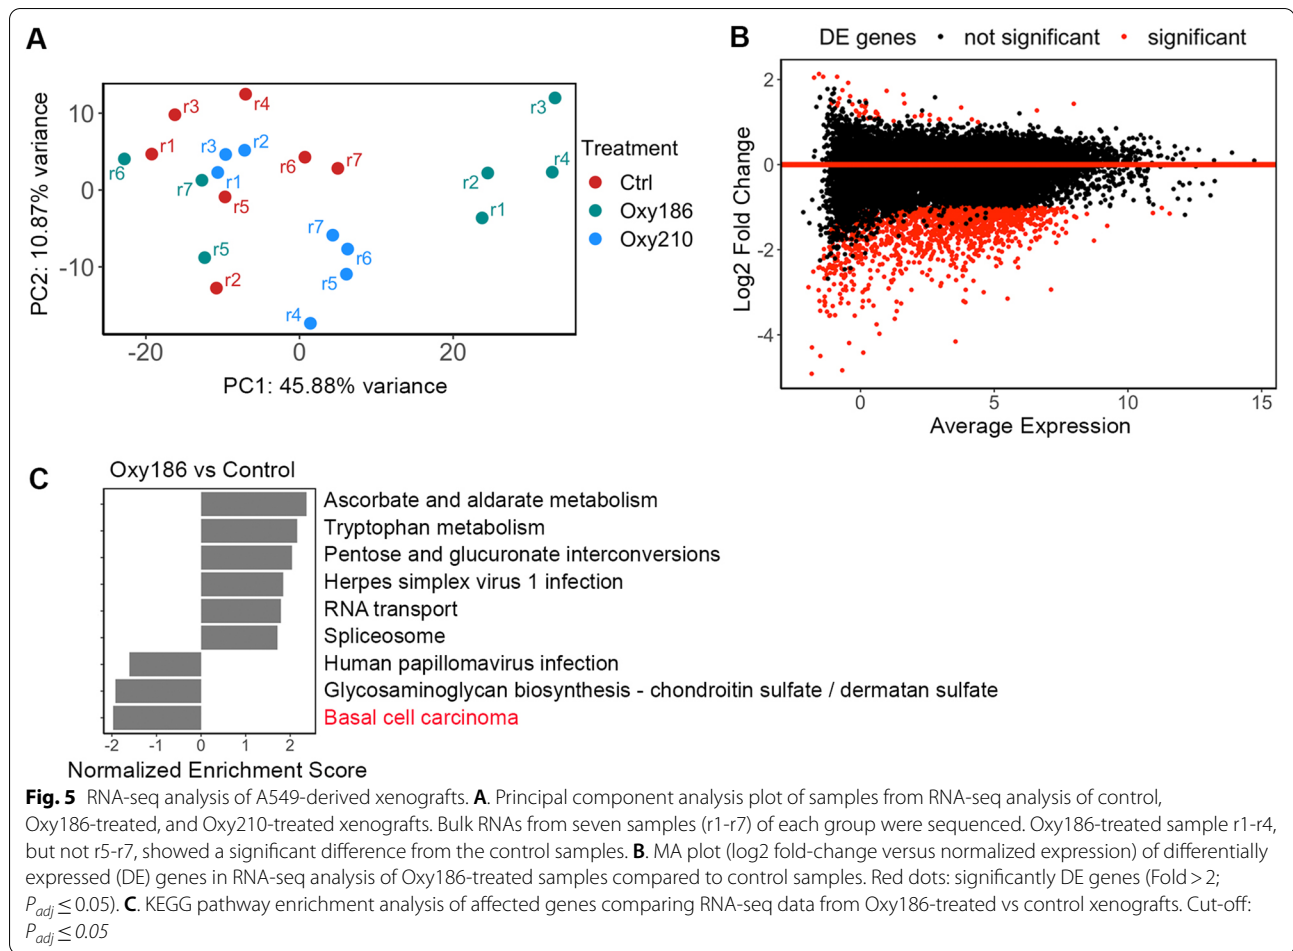 A
PC2: 10.87% variance
10
0
-10
r3
r4
r1
r6
r3
r2
r1
r7
r5
r6
r7
r5
r2
r7
r6
r5
r4
r3
r4
r2
r1
-20
0
20
PC1: 45.88% variance
Treatment
Ctrl
Oxy186
Oxy210
B
DE genes • not significant • significant
Log2 Fold Change
2
0
-2
-4
0
5
10
15
Average Expression
C
Oxy186 vs Control
Ascorbate and aldarate metabolism
Tryptophan metabolism
Pentose and glucuronate interconversions
Herpes simplex virus 1 infection
RNA transport
Spliceosome
Human papillomavirus infection
Glycosaminoglycan biosynthesis - chondroitin sulfate / dermatan sulfate
Basal cell carcinoma
-2 -1 0 1 2
Normalized Enrichment Score
Fig. 5 RNA-seq analysis of A549-derived xenografts. A. Principal component analysis plot of samples from RNA-seq analysis of control,
Oxy186-treated, and Oxy210-treated xenografts. Bulk RNAs from seven samples (r1-r7) of each group were sequenced. Oxy186-treated sample r1-r4,
but not r5-r7, showed a significant difference from the control samples. B. MA plot (log2 fold-change versus normalized expression) of differentially
expressed (DE) genes in RNA-seq analysis of Oxy186-treated samples compared to control samples. Red dots: significantly DE genes (Fold > 2;
Padj ≤ 0.05). C. KEGG pathway enrichment analysis of affected genes comparing RNA-seq data from Oxy186-treated vs control xenografts. Cut-off:
Padj ≤ 0.05